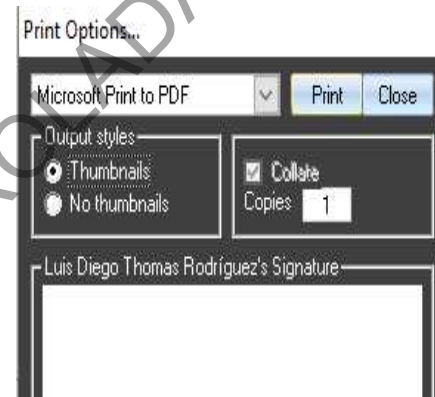 Print Options...
Microsoft Print to PDF
Print
Close
Output styles
Thumbnails
No thumbnails
Collate
Copies 1
Luis Diego Thomas Rodríguez's Signature